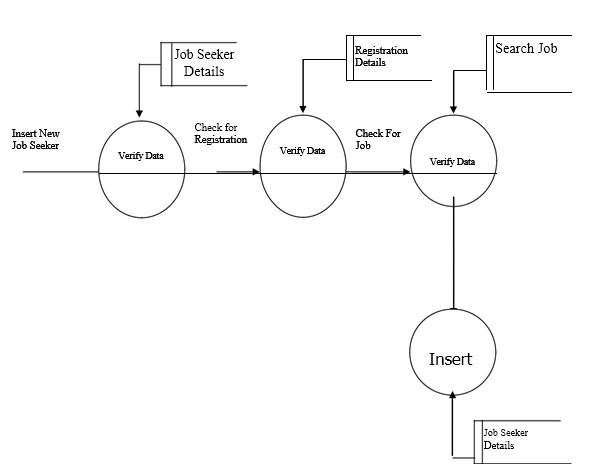 Job Seeker
Details
Registration
Details
Search Job
Insert New
Job Seeker
Check for
Registration
Check For
Job
Verify Data
Verify Data
Verify Data
Insert
Job Seeker
Details